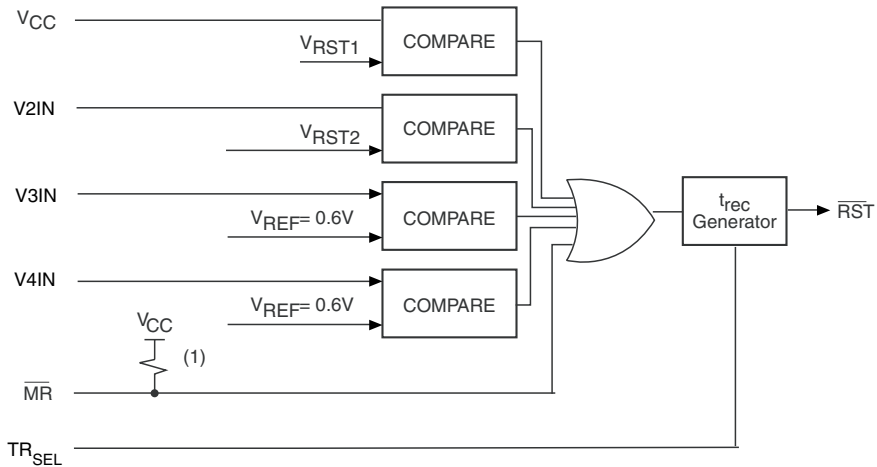 VCC
VRST1
COMPARE
V2IN
VRST2
COMPARE
V3IN
VREF= 0.6V
COMPARE
trec
Generator
RST
V4IN
VREF= 0.6V
COMPARE
VCC
(1)
MR
TRSEL